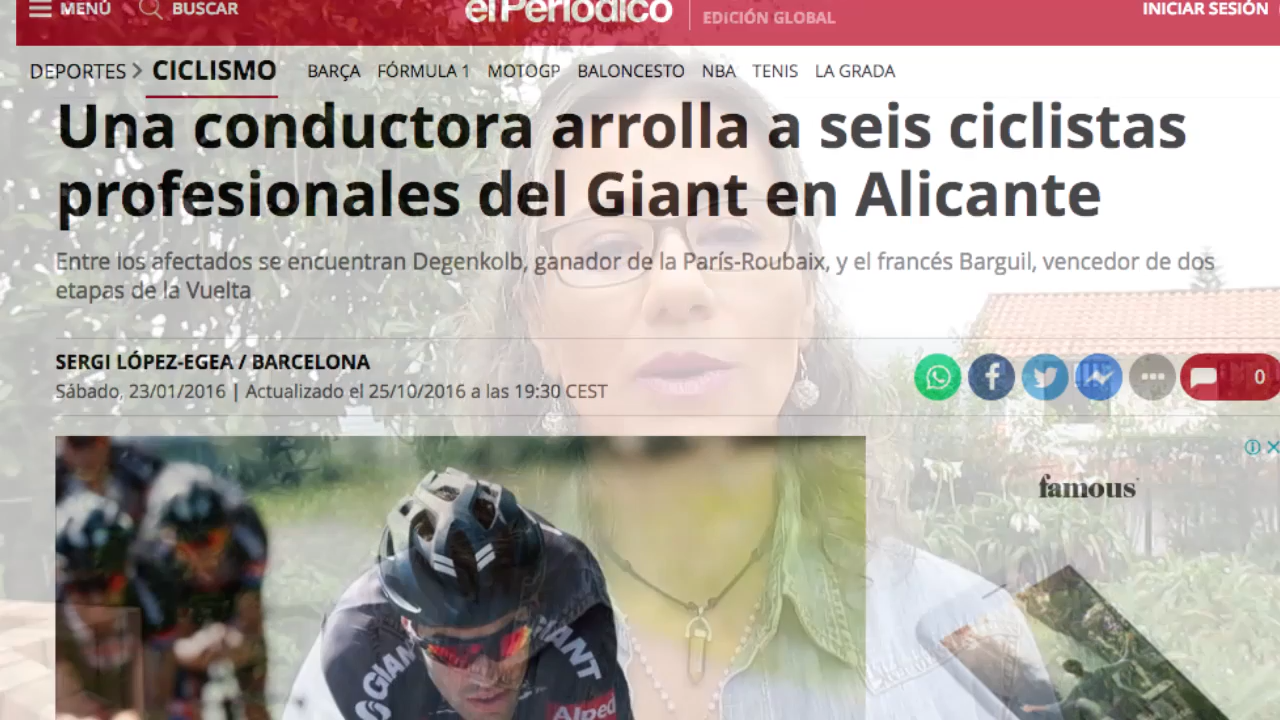 MENÚ
BUSCAR
elPeriódico
EDICIÓN GLOBAL
INICIAR SESIÓN
DEPORTES > CICLISMO BARÇA FÓRMULA 1 MOTOGP BALONCESTO NBA TENIS LA GRADA
Una conductora arrolla a seis ciclistas
profesionales del Giant en Alicante
Entre los afectados se encuentran Degenkolb, ganador de la París-Roubaix, y el francés Barguil, vencedor de dos
etapas de la Vuelta
SERGI LÓPEZ-EGEA / BARCELONA
Sábado, 23/01/2016 | Actualizado el 25/10/2016 a las 19:30 CEST
0
famous
GIANT
GIANT
Alped